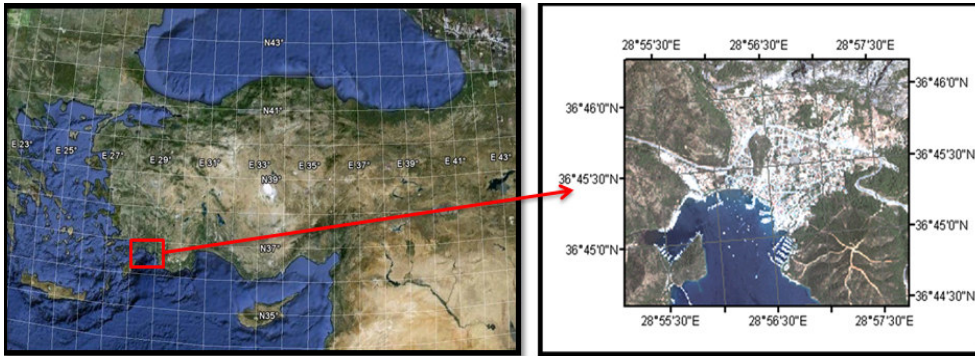 N43°
N41°
E 23°
E 25°
E 27°
E 29°
E 31°
E 33°
E 35°
E 37°
E 39°
E 41°
E 43°
N39°
N37°
N35°
28°55'30"E 28°56'30"E 28°57'30"E
36°46'0"N
36°46'0"N
36°45'30"N
36°45'30"N
36°45'0"N
36°45'0"N
36°44'30"N
28°55'30"E 28°56'30"E 28°57'30"E